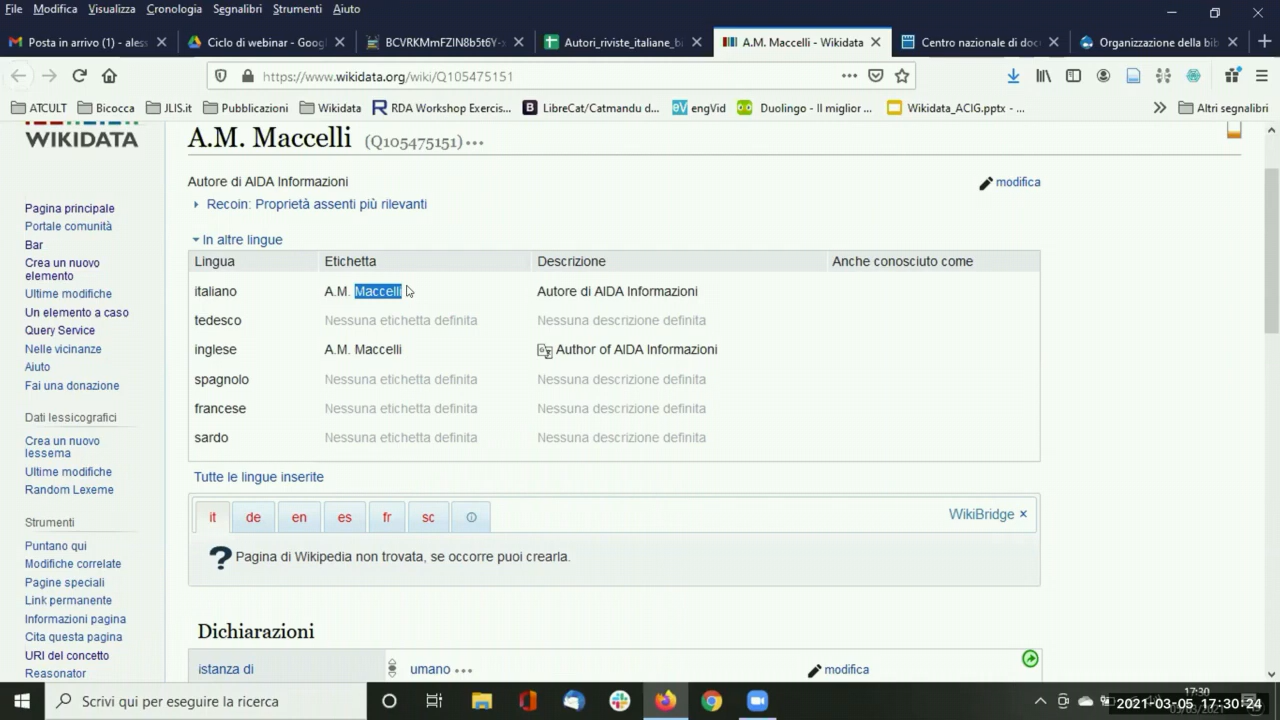 File Modifica Visualizza Cronologia Segnalibri Strumenti Aiuto
Posta in arrivo (1) - ales Ciclo di webinar - Goog BCVRKMmFZIN8b5t6Y-x Autori_riviste_italiane_b A.M. Maccelli - Wikidata Centro nazionale di doc Organizzazione della bib
https://www.wikidata.org/wiki/Q105475151
ATCULT Bicocca JLIS.it Pubblicazioni Wikidata RDA Workshop Exercis... LibreCat/Catmandu d... engVid Duolingo - Il miglior ... Wikidata_ACIG.pptx - ... Altri segnalibri
WIKIDATA
A.M. Maccelli (Q105475151)
Autore di AIDA Informazioni
modifica
Recoin: Proprietà assenti più rilevanti
In altre lingue
Lingua Etichetta Descrizione Anche conosciuto come
italiano A.M. Maccelli Autore di AIDA Informazioni
tedesco Nessuna etichetta definita Nessuna descrizione definita
inglese A.M. Maccelli Author of AIDA Informazioni
spagnolo Nessuna etichetta definita Nessuna descrizione definita
francese Nessuna etichetta definita Nessuna descrizione definita
sardo Nessuna etichetta definita Nessuna descrizione definita
Tutte le lingue inserite
it de en es fr sc WikiBridge ×
? Pagina di Wikipedia non trovata, se occorre puoi crearla.
Dichiarazioni
istanza di umano modifica
Pagina principale
Portale comunità
Bar
Crea un nuovo
elemento
Ultime modifiche
Un elemento a caso
Query Service
Nelle vicinanze
Aiuto
Fai una donazione
Dati lessicografici
Crea un nuovo
lessema
Ultime modifiche
Random Lexeme
Strumenti
Puntano qui
Modifiche correlate
Pagine speciali
Link permanente
Informazioni pagina
Cita questa pagina
URI del concetto
Reasonator
Scrivi qui per eseguire la ricerca
17:30
2021-03-05 17:30:24